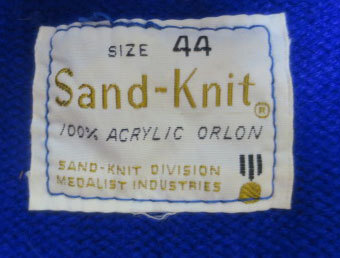 SIZE 44
Sand-Knit®
100% ACRYLIC ORLON
SAND-KNIT DIVISION
MEDALIST INDUSTRIES